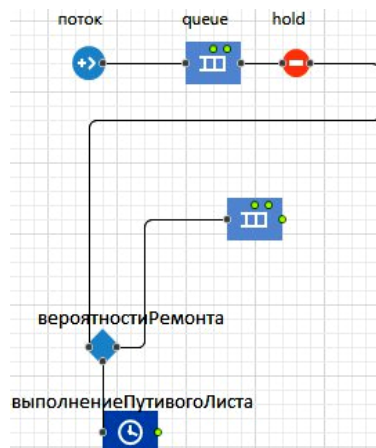 поток
queue
hold
вероятностиРемонта
выполнениеПутивогоЛиста